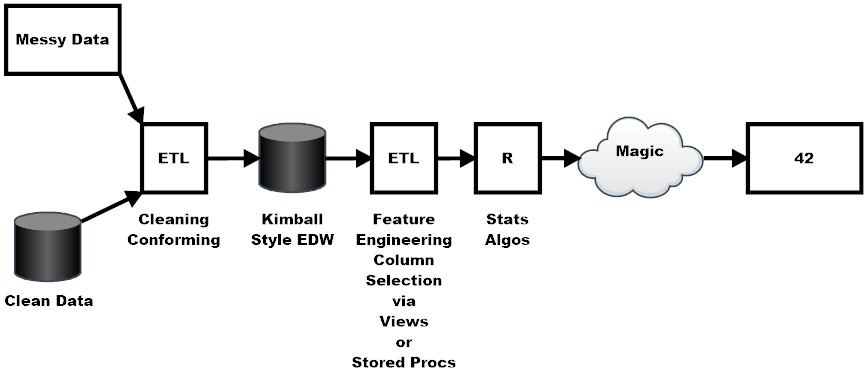 Messy Data
ETL
ETL
R
Magic
42
Cleaning
Conforming
Kimball
Style EDW
Feature
Engineering
Column
Selection
via
Views
or
Stored Procs
Stats
Algos
Clean Data